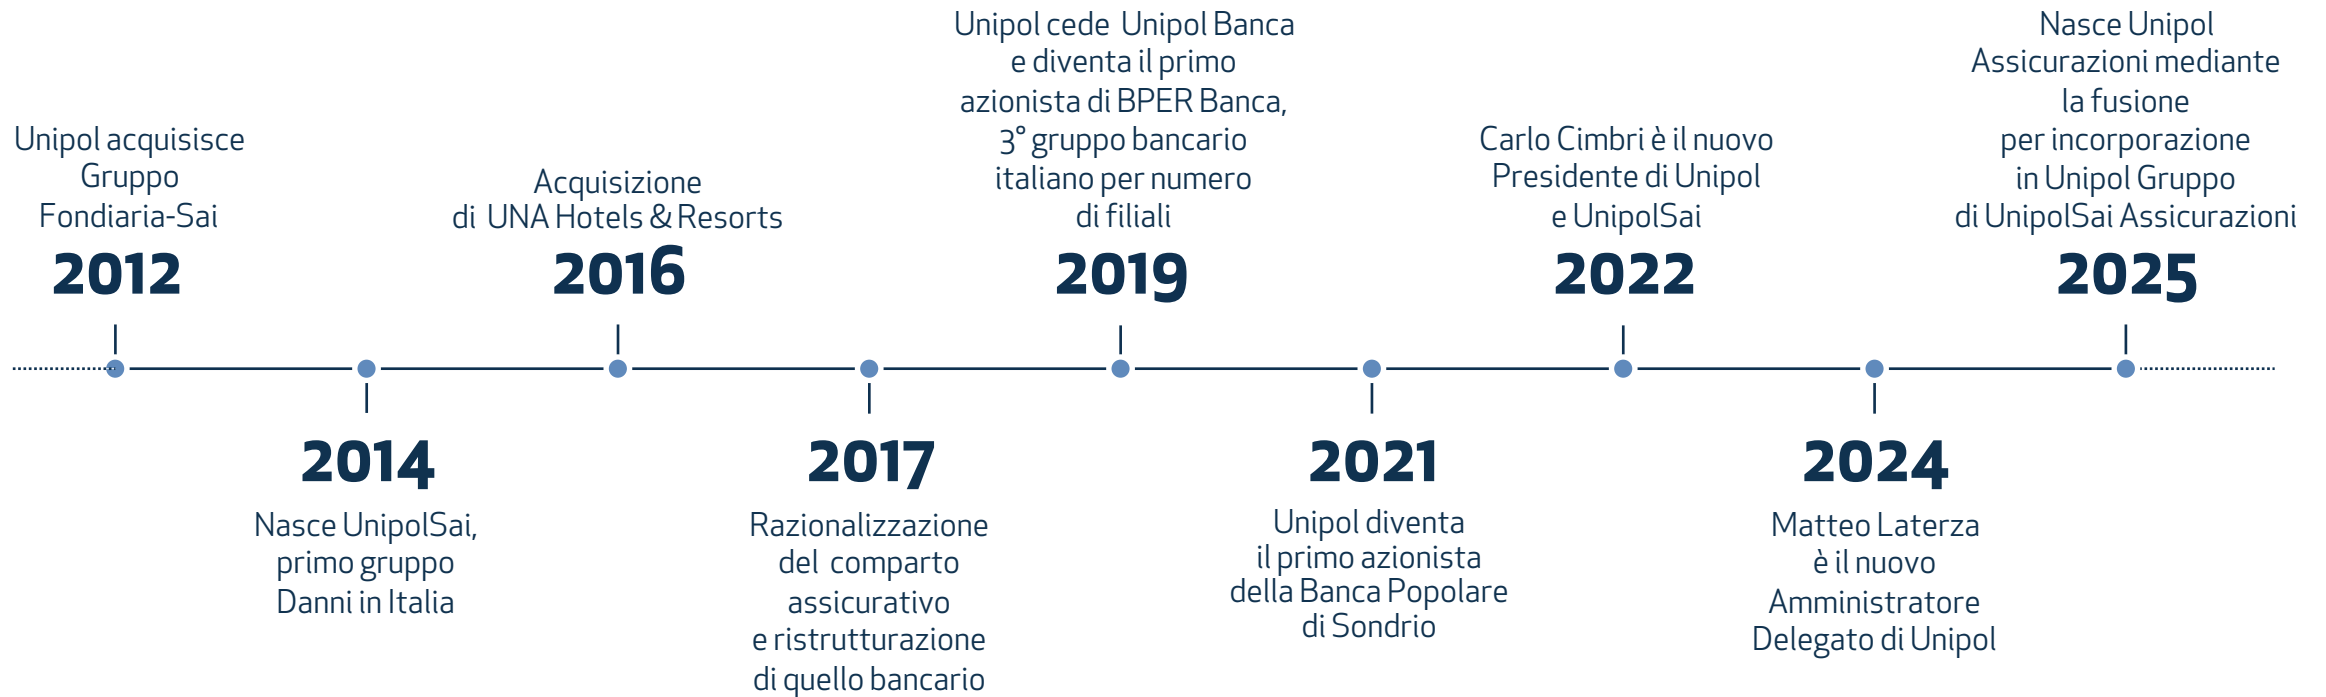 Unipol acquisisce
Gruppo
Fondiaria-Sai
2012
Nasce UnipolSai,
primo gruppo
Danni in Italia
2014
Acquisizione
di UNA Hotels & Resorts
2016
2017
Razionalizzazione
del comparto
assicurativo
e ristrutturazione
di quello bancario
Unipol cede Unipol Banca
e diventa il primo
azionista di BPER Banca,
3° gruppo bancario
italiano per numero
di filiali
2019
2021
Unipol diventa
il primo azionista
della Banca Popolare
di Sondrio
Carlo Cimbri è il nuovo
Presidente di Unipol
e UnipolSai
2022
2024
Matteo Laterza
è il nuovo
Amministratore
Delegato di Unipol
Nasce Unipol
Assicurazioni mediante
la fusione
per incorporazione
in Unipol Gruppo
di UnipolSai Assicurazioni
2025